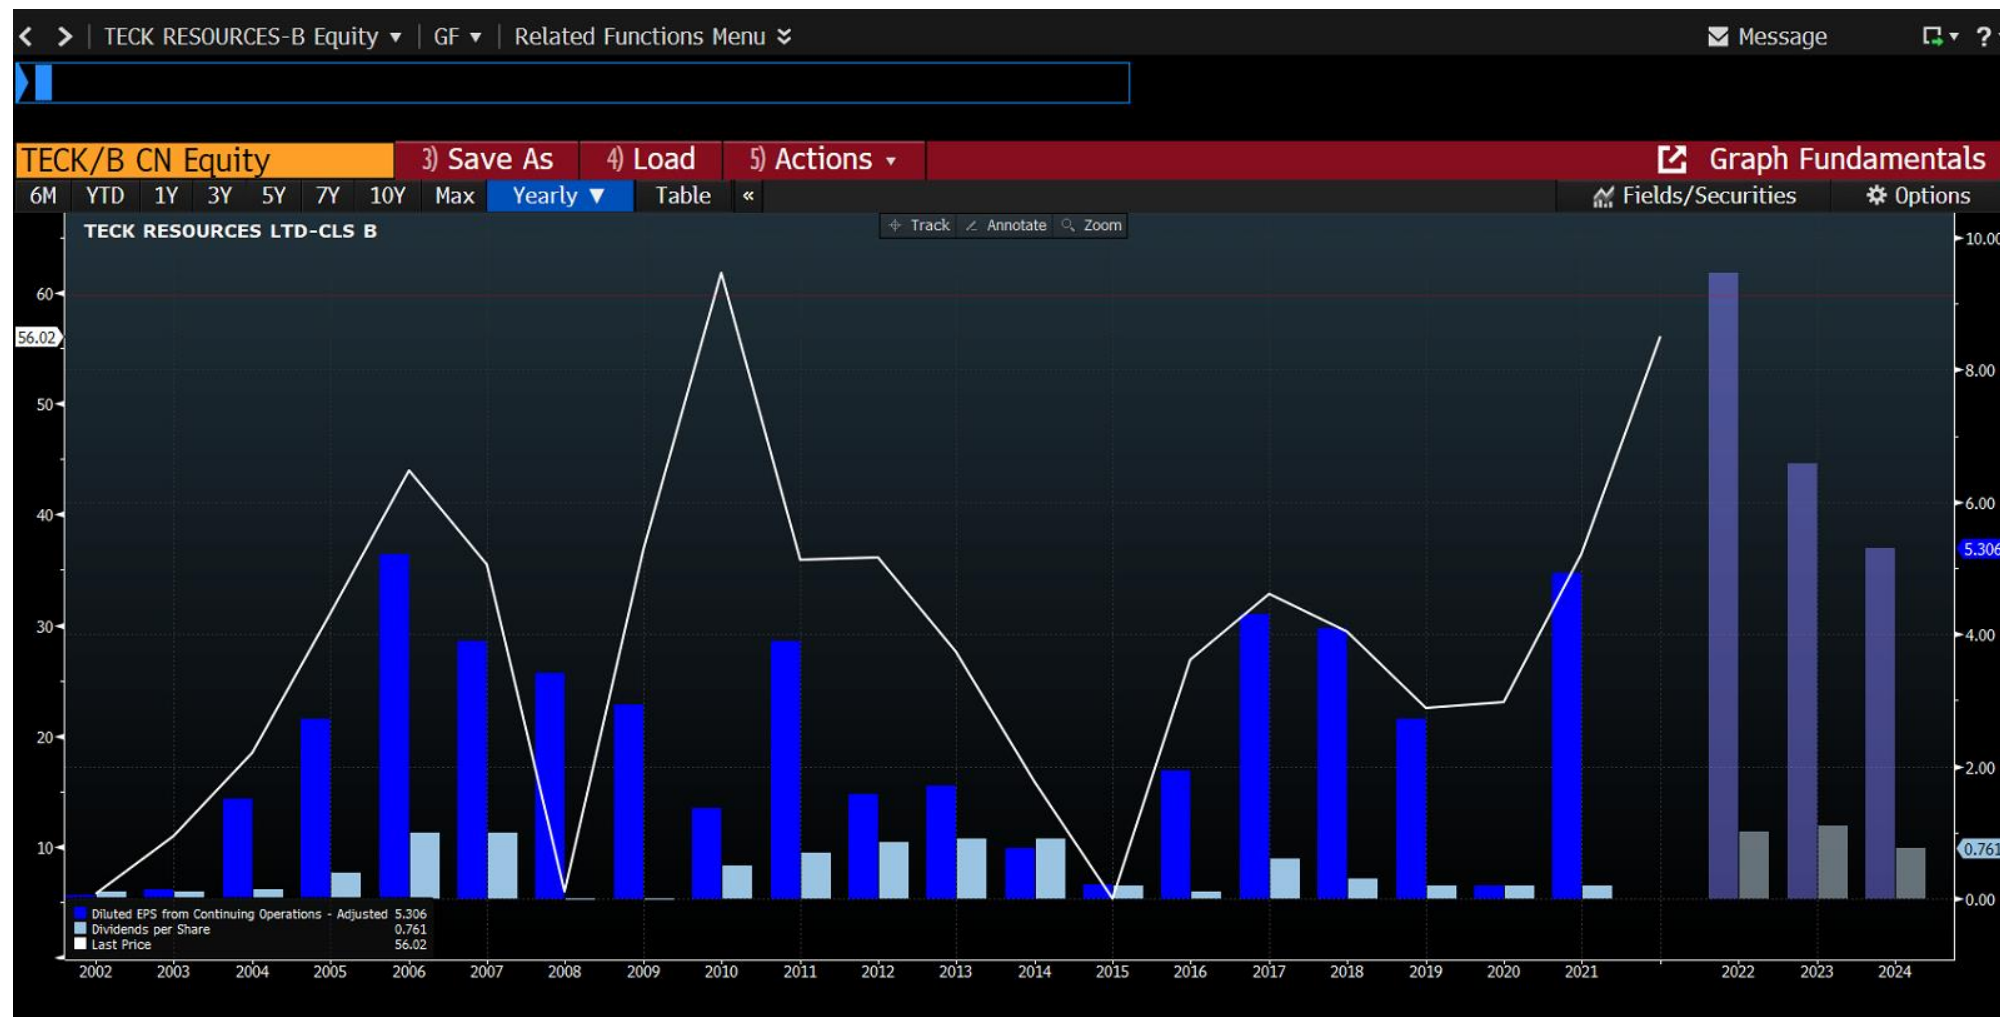 TECK RESOURCES-B Equity ▼ | GF ▼ | Related Functions Menu Message ?
TECK/B CN Equity 3) Save As 4) Load 5) Actions ▼ Graph Fundamentals
6M YTD 1Y 3Y 5Y 7Y 10Y Max Yearly ▼ Table « Fields/Securities Options
TECK RESOURCES LTD-CLS B
Track Annotate Zoom
10.00
60
56.02
8.00
50
6.00
40
5.306
30
4.00
20
2.00
10
0.761
0.00
Diluted EPS from Continuing Operations - Adjusted 5.306
Dividends per Share 0.761
Last Price 56.02
2002 2003 2004 2005 2006 2007 2008 2009 2010 2011 2012 2013 2014 2015 2016 2017 2018 2019 2020 2021 2022 2023 2024